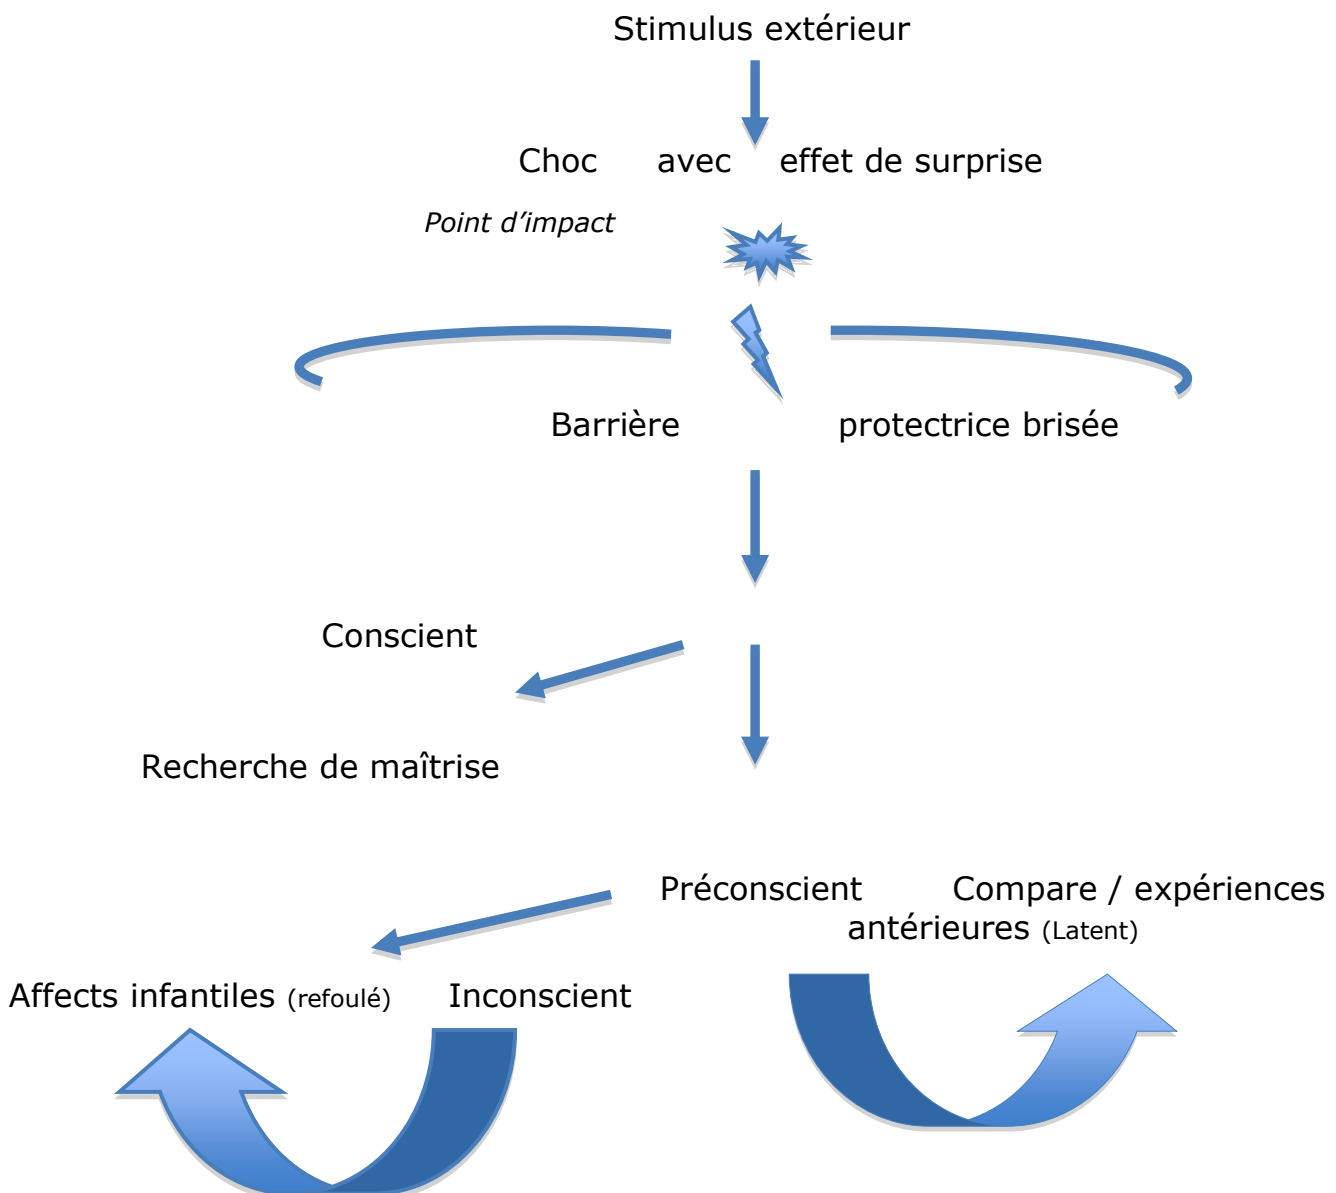 Stimulus extérieur
Choc avec effet de surprise
Point d’impact
Barrière protectrice brisée
Conscient
Recherche de maîtrise
Préconscient Compare / expériences
antérieures (Latent)
Affects infantiles (refoulé) Inconscient